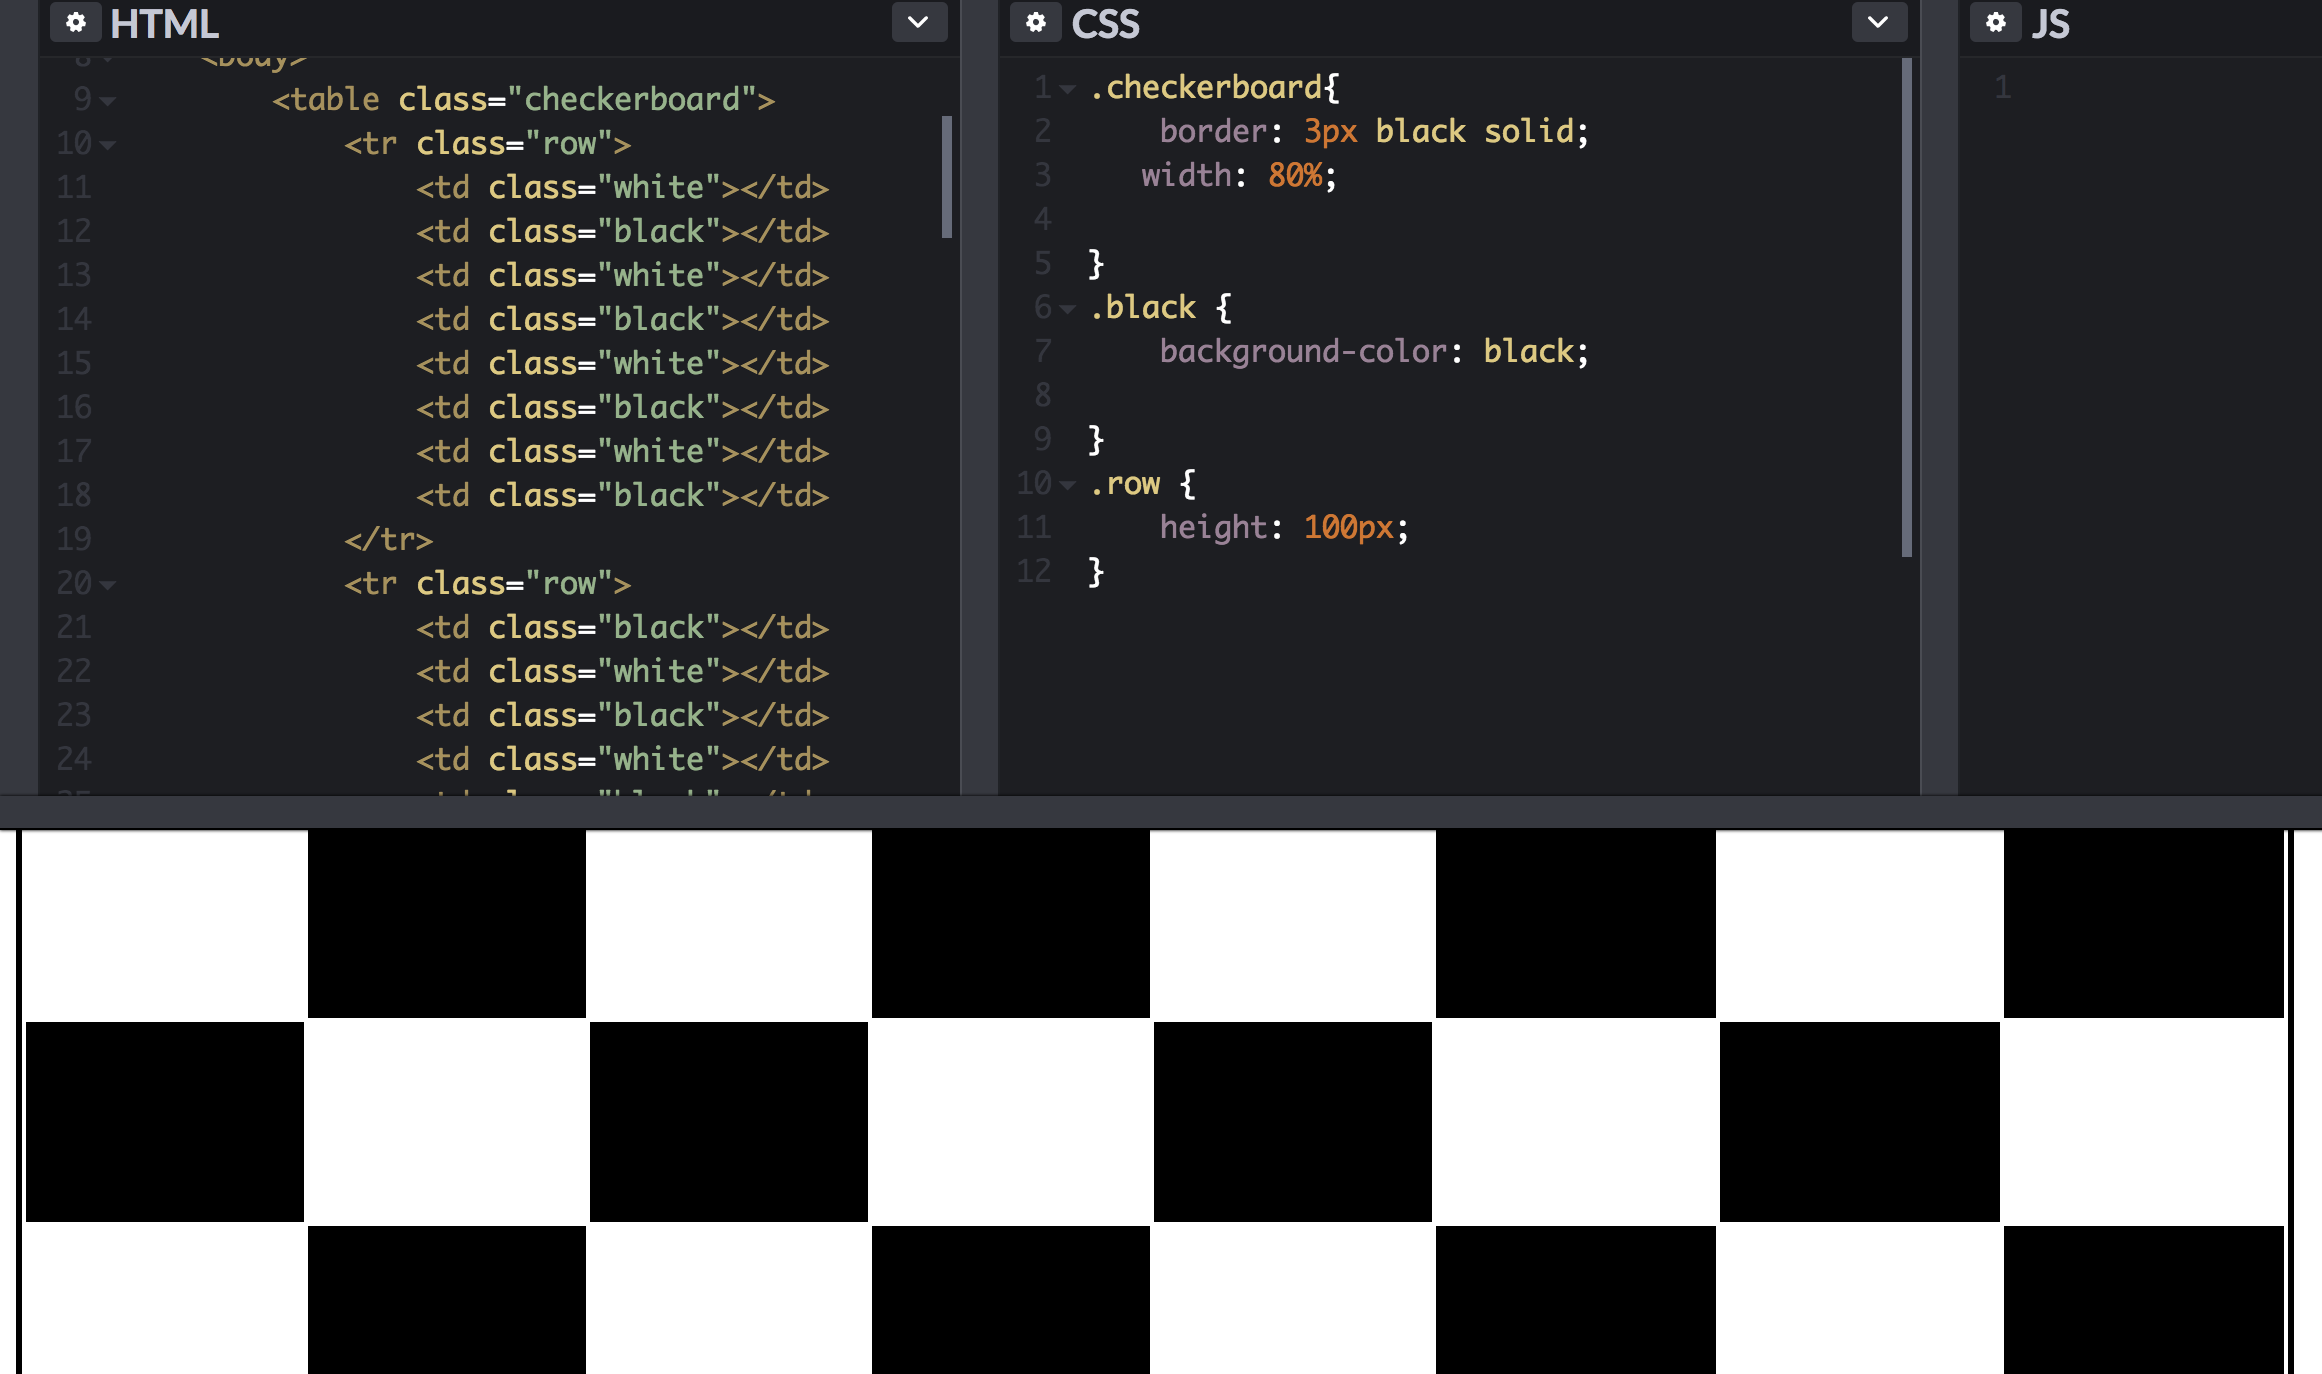 HTML
8 <body>
9 <table class="checkerboard">
10 <tr class="row">
11 <td class="white"></td>
12 <td class="black"></td>
13 <td class="white"></td>
14 <td class="black"></td>
15 <td class="white"></td>
16 <td class="black"></td>
17 <td class="white"></td>
18 <td class="black"></td>
19 </tr>
20 <tr class="row">
21 <td class="black"></td>
22 <td class="white"></td>
23 <td class="black"></td>
24 <td class="white"></td>
CSS
1 .checkerboard{
2 border: 3px black solid;
3 width: 80%;
4
5 }
6 .black {
7 background-color: black;
8
9 }
10 .row {
11 height: 100px;
12 }
JS
1